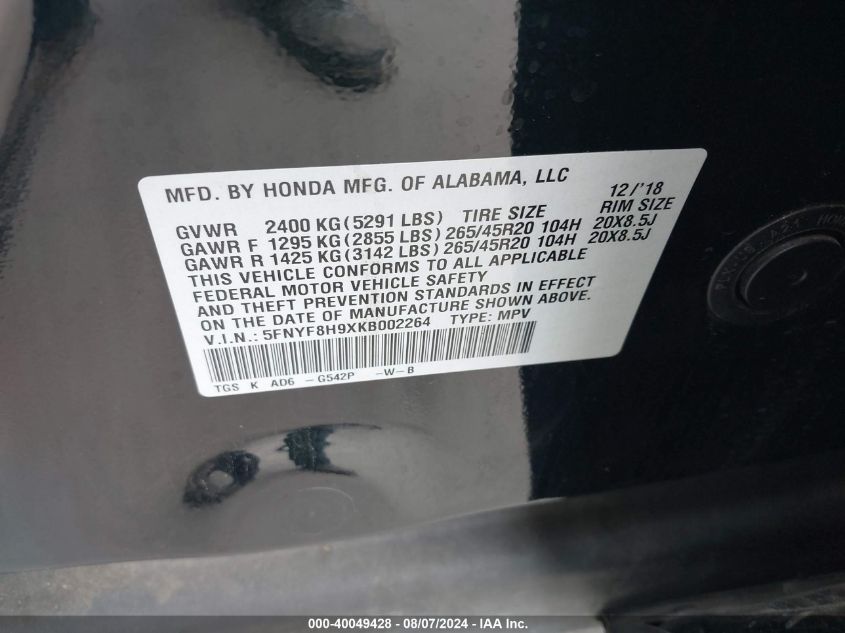 MFD. BY HONDA MFG. OF ALABAMA, LLC 12/'18
GVWR 2400 KG (5291 LBS) TIRE SIZE RIM SIZE
GAWR F 1295 KG (2855 LBS) 265/45R20 104H 20X8.5J
GAWR R 1425 KG (3142 LBS) 265/45R20 104H 20X8.5J
THIS VEHICLE CONFORMS TO ALL APPLICABLE
FEDERAL MOTOR VEHICLE SAFETY
AND THEFT PREVENTION STANDARDS IN EFFECT
ON THE DATE OF MANUFACTURE SHOWN ABOVE.
V.I.N.: 5FNYF8H9XKB002264 TYPE: MPV
TGS K AD6 -G542P -W-B
000-40049428 - 08/07/2024 - IAA Inc.